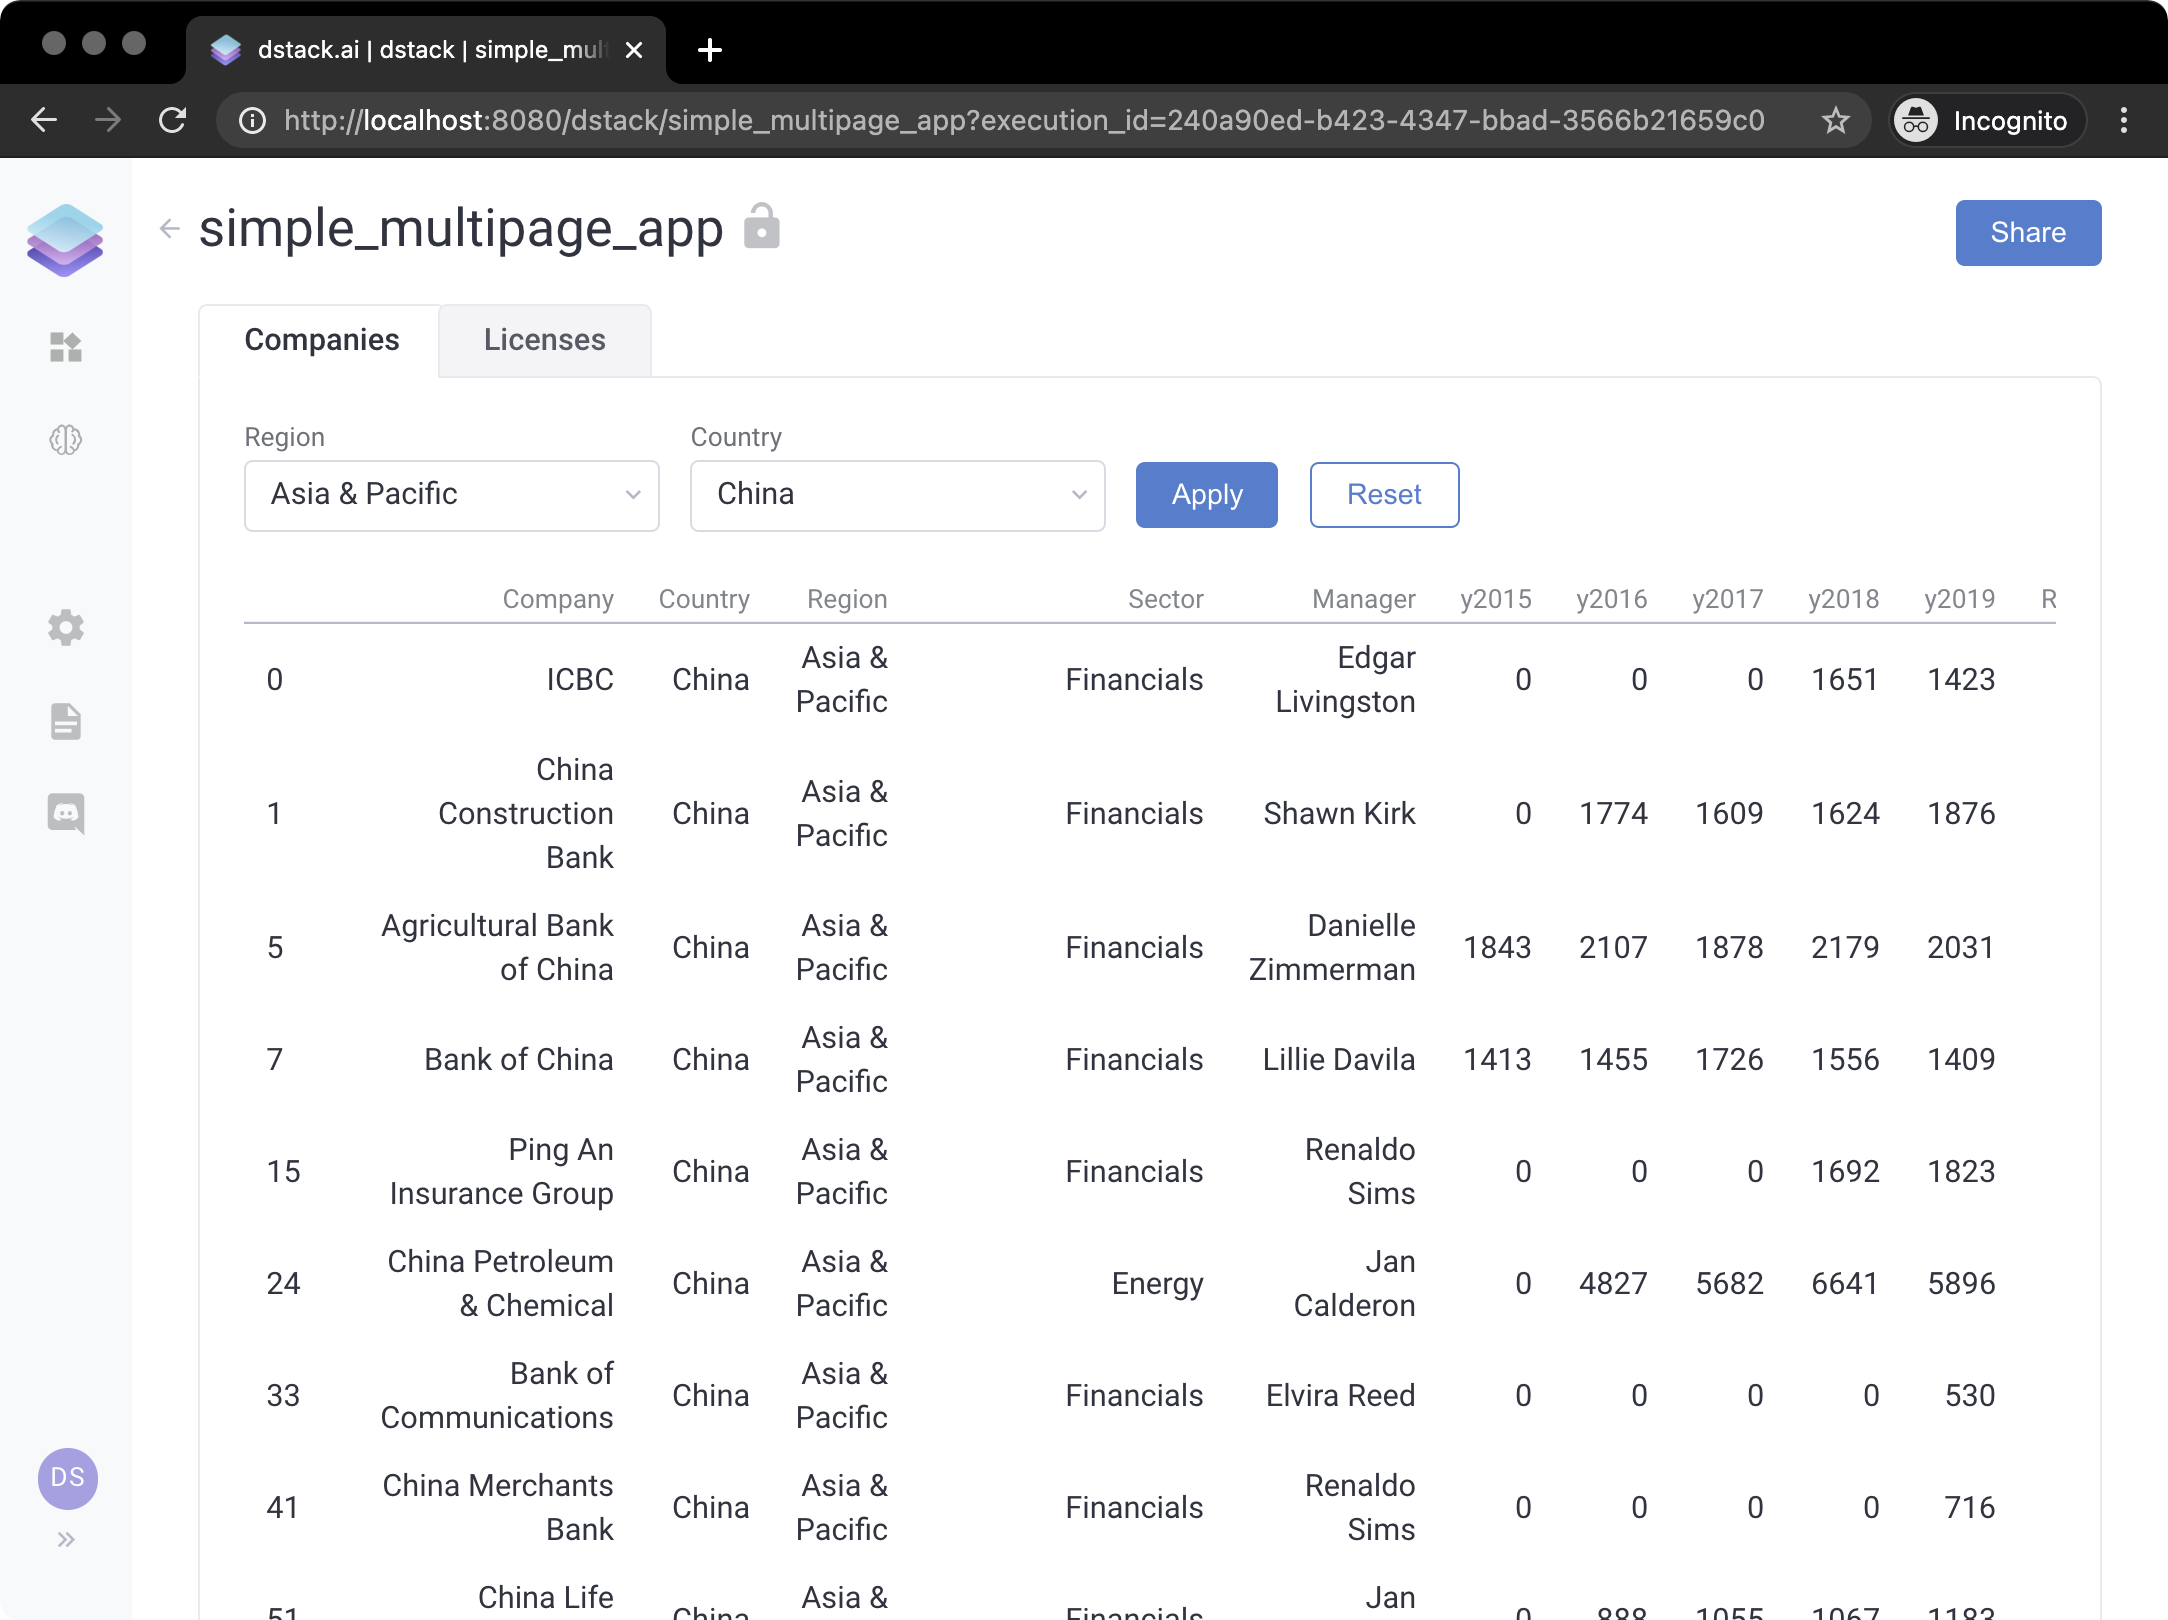 dstack.ai | dstack | simple_mult
http://localhost:8080/dstack/simple_multipage_app?execution_id=240a90ed-b423-4347-bbad-3566b21659c0
Incognito
simple_multipage_app
Share
Companies
Licenses
Region
Country
Asia & Pacific
China
Apply
Reset
Company Country Region Sector Manager y2015 y2016 y2017 y2018 y2019 R
0 ICBC China Asia & Pacific Financials Edgar Livingston 0 0 0 1651 1423
1 China Construction Bank China Asia & Pacific Financials Shawn Kirk 0 1774 1609 1624 1876
5 Agricultural Bank of China China Asia & Pacific Financials Danielle Zimmerman 1843 2107 1878 2179 2031
7 Bank of China China Asia & Pacific Financials Lillie Davila 1413 1455 1726 1556 1409
15 Ping An Insurance Group China Asia & Pacific Financials Renaldo Sims 0 0 0 1692 1823
24 China Petroleum & Chemical China Asia & Pacific Energy Jan Calderon 0 4827 5682 6641 5896
33 Bank of Communications China Asia & Pacific Financials Elvira Reed 0 0 0 0 530
41 China Merchants Bank China Asia & Pacific Financials Renaldo Sims 0 0 0 0 716
51 China Life China Asia & Financials Jan 0 888 1055 1067 1183
DS